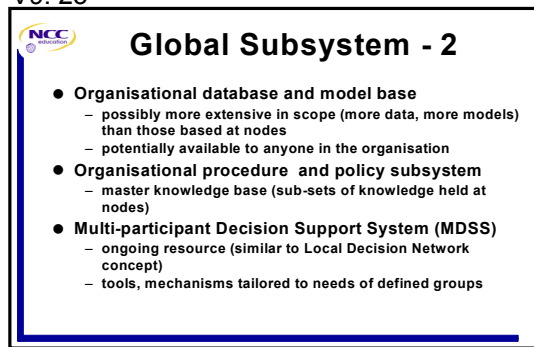 V9. 23
NCC
education
Global Subsystem - 2
● Organisational database and model base
– possibly more extensive in scope (more data, more models)
than those based at nodes
– potentially available to anyone in the organisation
● Organisational procedure and policy subsystem
– master knowledge base (sub-sets of knowledge held at
nodes)
● Multi-participant Decision Support System (MDSS)
– ongoing resource (similar to Local Decision Network
concept)
– tools, mechanisms tailored to needs of defined groups